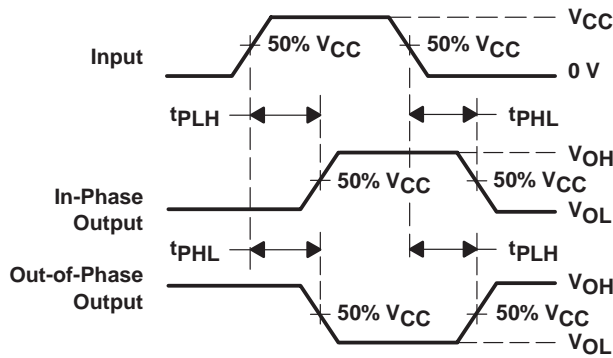 VCC
50% VCC
50% VCC
Input
0 V
tPLH
tPHL
VOH
50% VCC
50% VCC
In-Phase
Output
VOL
tPHL
tPLH
Out-of-Phase
Output
VOH
50% VCC
50% VCC
VOL